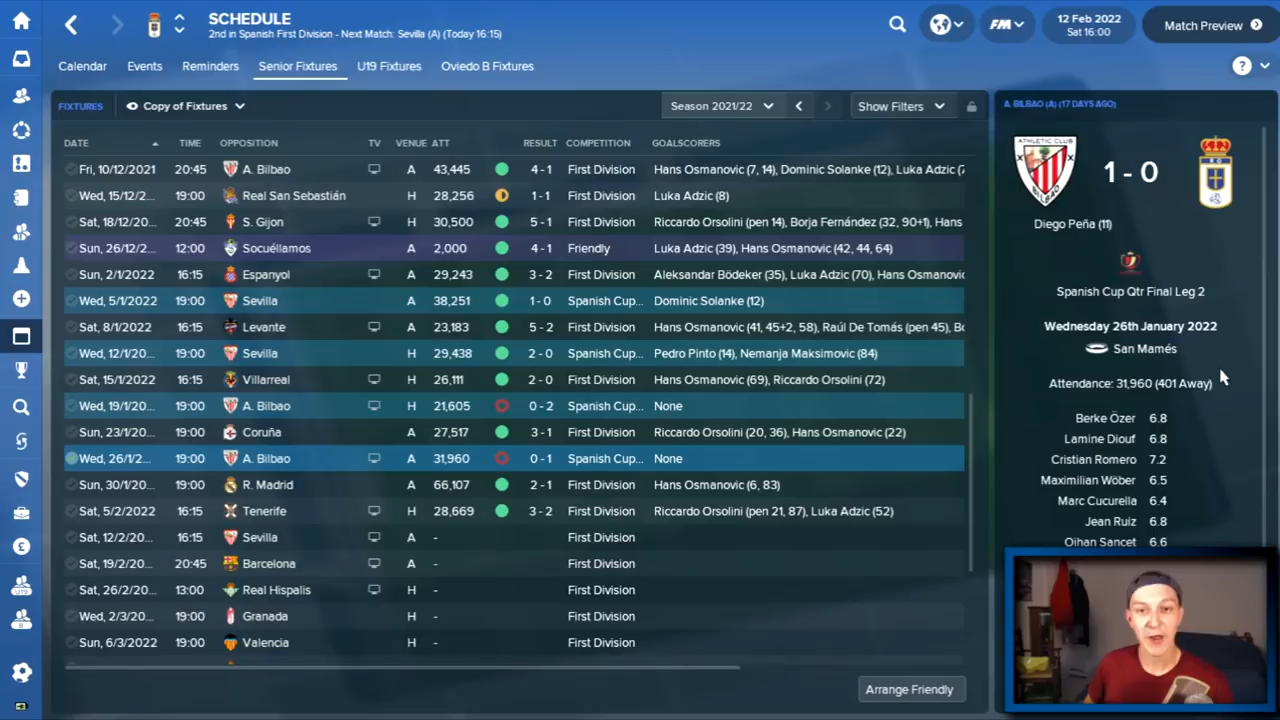 SCHEDULE
2nd in Spanish First Division - Next Match: Sevilla (A) (Today 16:15)
FM
12 Feb 2022
Sat 16:00
Match Preview
Calendar Events Reminders Senior Fixtures U19 Fixtures Oviedo B Fixtures
?
FIXTURES Copy of Fixtures Season 2021/22 Show Filters
DATE TIME OPPOSITION TV VENUE ATT RESULT COMPETITION GOALSCORERS
Fri, 10/12/2021 20:45 A. Bilbao A 43,445 4-1 First Division Hans Osmanovic (7, 14), Dominic Solanke (12), Luka Adzic (7
Wed, 15/12/2... 19:00 Real San Sebastián H 28,256 1-1 First Division Luka Adzic (8)
Sat, 18/12/20... 20:45 S. Gijon H 30,500 5-1 First Division Riccardo Orsolini (pen 14), Borja Fernández (32, 90+1), Hans
Sun, 26/12/2... 12:00 Socuéllamos A 2,000 4-1 Friendly Luka Adzic (39), Hans Osmanovic (42, 44, 64)
Sun, 2/1/2022 16:15 Espanyol A 29,243 3-2 First Division Aleksandar Bödeker (35), Luka Adzic (70), Hans Osmanovic
Wed, 5/1/2022 19:00 Sevilla A 38,251 1-0 Spanish Cup... Dominic Solanke (12)
Sat, 8/1/2022 16:15 Levante A 23,183 5-2 First Division Hans Osmanovic (41, 45+2, 58), Raúl De Tomás (pen 45), Bo
Wed, 12/1/20... 19:00 Sevilla H 29,438 2-0 Spanish Cup... Pedro Pinto (14), Nemanja Maksimovic (84)
Sat, 15/1/2022 16:15 Villarreal H 26,111 2-0 First Division Hans Osmanovic (69), Riccardo Orsolini (72)
Wed, 19/1/20... 19:00 A. Bilbao H 21,605 0-2 Spanish Cup... None
Sun, 23/1/20... 19:00 Coruña A 27,517 3-1 First Division Riccardo Orsolini (20, 36), Hans Osmanovic (22)
Wed, 26/1/2... 19:00 A. Bilbao A 31,960 0-1 Spanish Cup... None
Sun, 30/1/20... 19:00 R. Madrid A 66,107 2-1 First Division Hans Osmanovic (6, 83)
Sat, 5/2/2022 16:15 Tenerife H 28,669 3-2 First Division Riccardo Orsolini (pen 21, 87), Luka Adzic (52)
Sat, 12/2/20... 16:15 Sevilla A - First Division
Sat, 19/2/20... 20:45 Barcelona A - First Division
Sat, 26/2/20... 13:00 Real Hispalis H - First Division
Wed, 2/3/20... 19:00 Granada H - First Division
Sun, 6/3/2022 19:00 Valencia H - First Division
Arrange Friendly
A. BILBAO (A) (17 DAYS AGO)
ATHLETIC CLUB
1 - 0
Diego Peña (11)
Spanish Cup Qtr Final Leg 2
Wednesday 26th January 2022
San Mamés
Attendance: 31,960 (401 Away)
Berke Özer 6.8
Lamine Diouf 6.8
Cristian Romero 7.2
Maximilian Wöber 6.5
Marc Cucurella 6.4
Jean Ruiz 6.8
Oihan Sancet 6.6